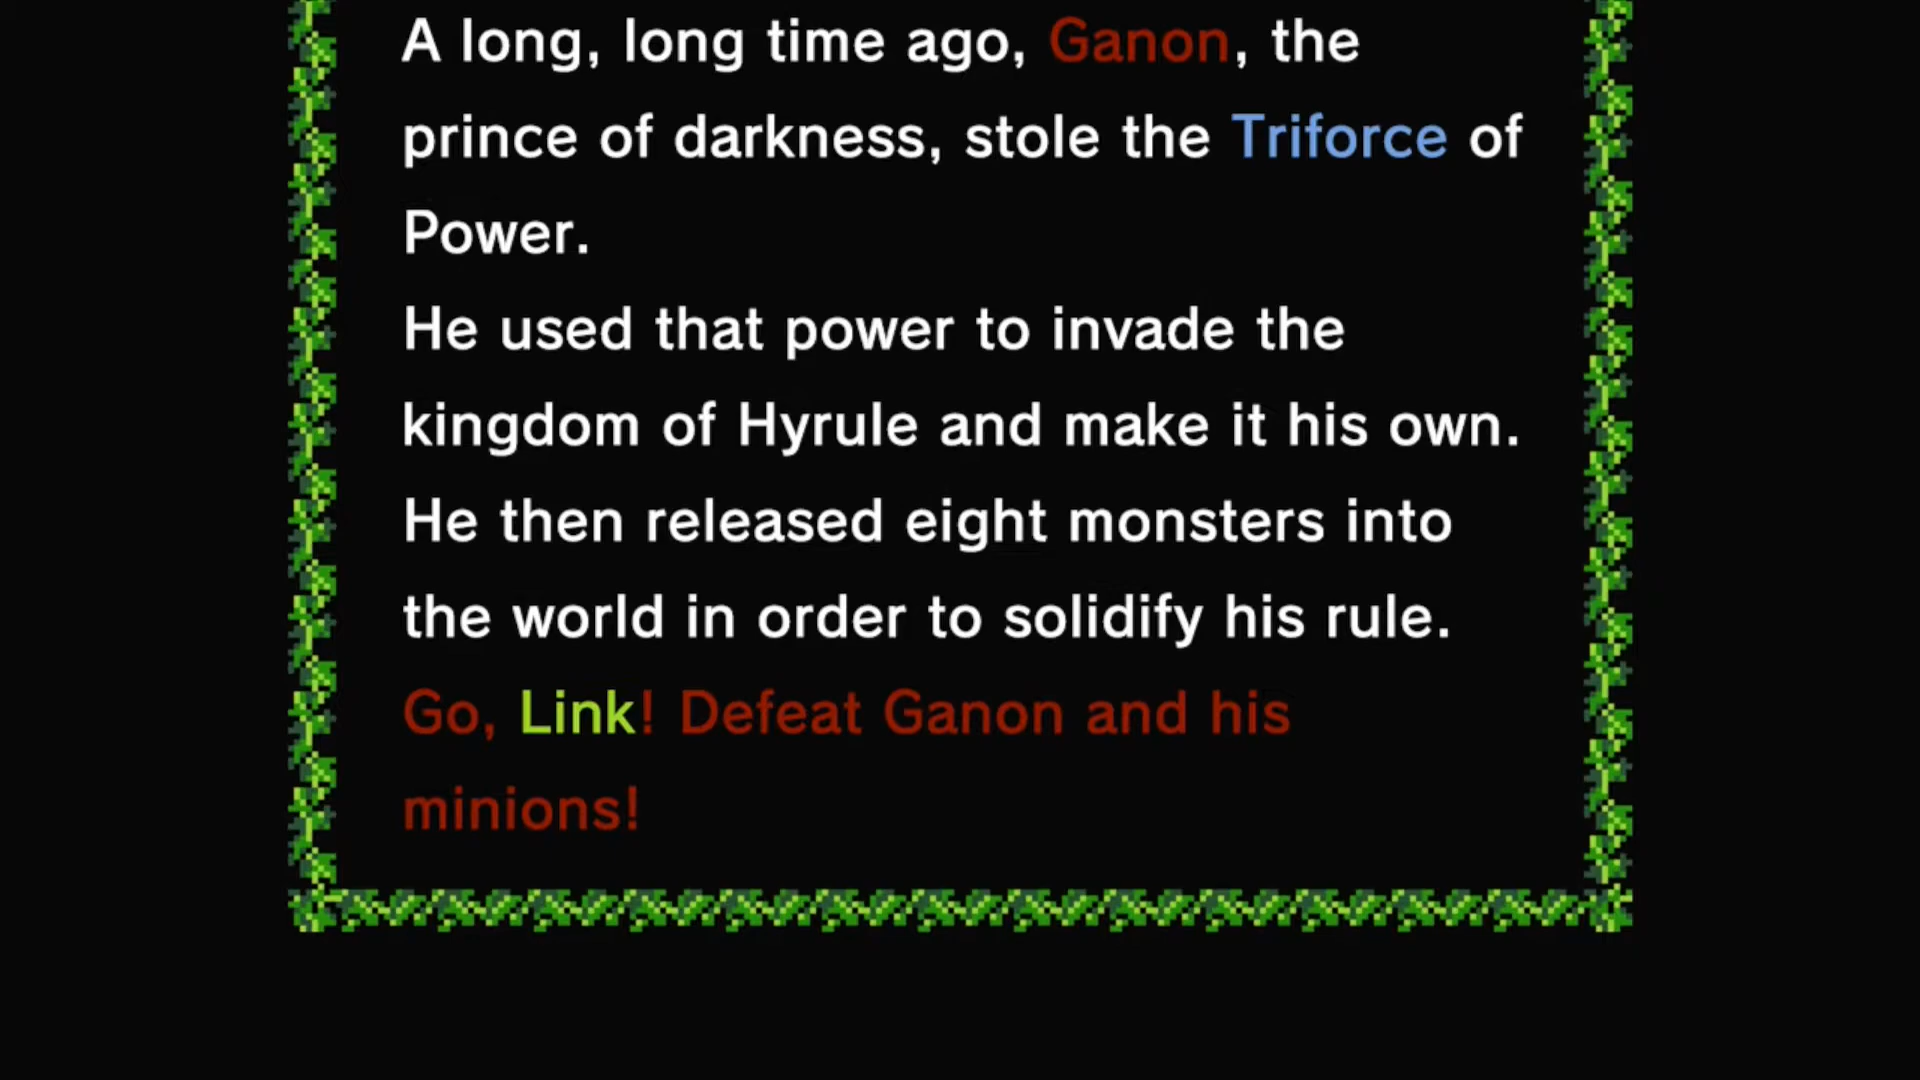 A long, long time ago, Ganon, the
prince of darkness, stole the Triforce of
Power.
He used that power to invade the
kingdom of Hyrule and make it his own.
He then released eight monsters into
the world in order to solidify his rule.
Go, Link! Defeat Ganon and his
minions!